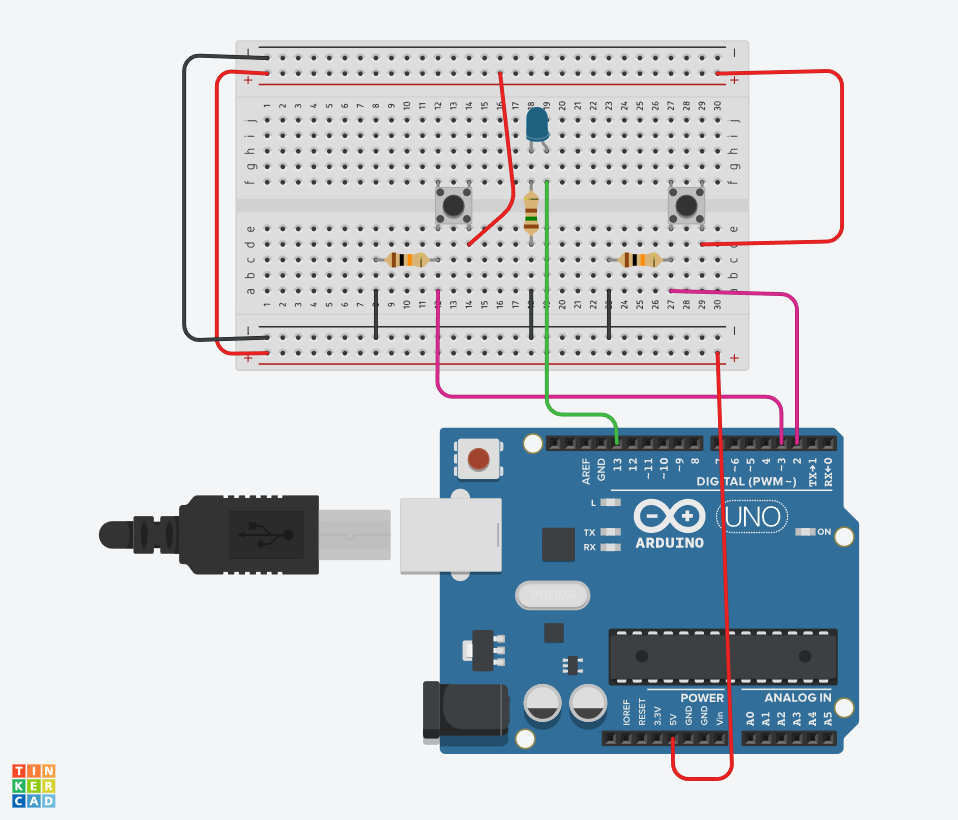 - -
+ +
1 2 3 4 5 6 7 8 9 10 11 12 13 14 15 16 17 18 19 20 21 22 23 24 25 26 27 28 29 30
j j
i i
h h
g g
f f
e e
d d
c c
b b
a a
1 2 3 4 5 6 7 8 9 10 11 12 13 14 15 16 17 18 19 20 21 22 23 24 25 26 27 28 29 30
- -
+ +
AREF GND 13 12 ~11 ~10 ~9 8 7 ~6 ~5 4 ~3 2 TX→1 RX←0
DIGITAL (PWM~)
L
TX
RX
ARDUINO
UNO
ON
POWER
ANALOG IN
IOREF RESET 3.3V 5V GND GND Vin A0 A1 A2 A3 A4 A5
TIN
KER
CAD